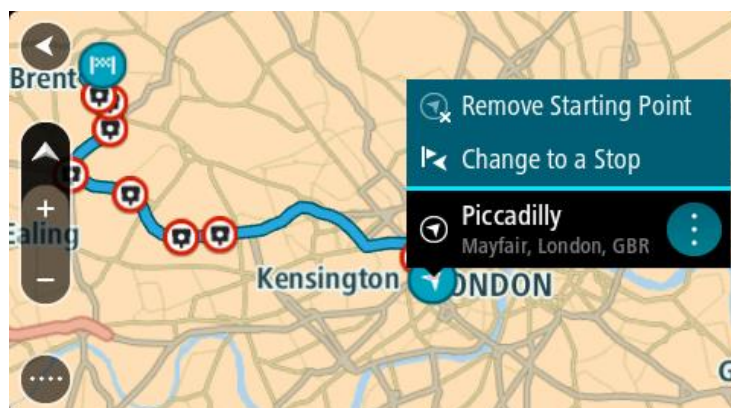 Brent
Remove Starting Point
Change to a Stop
Piccadilly
Mayfair, London, GBR
Ealing
Kensington
ONDON
G